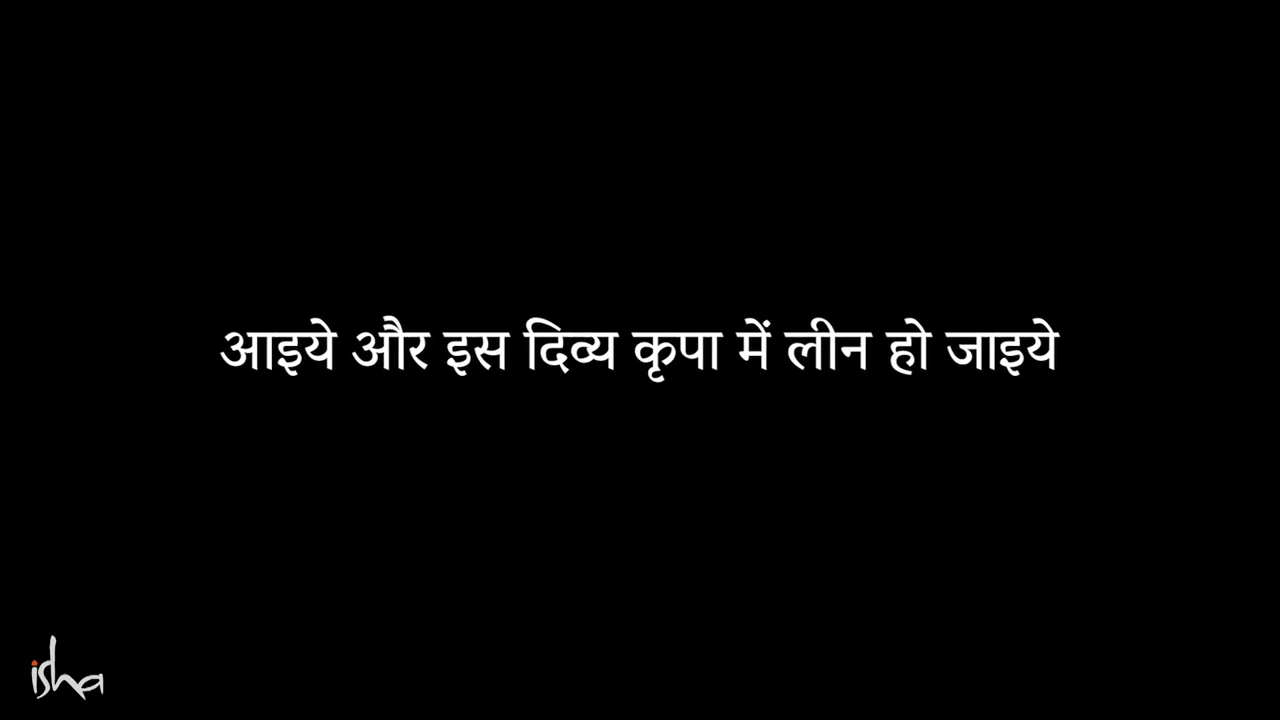 आइये और इस दिव्य कृपा में लीन हो जाइये
isha